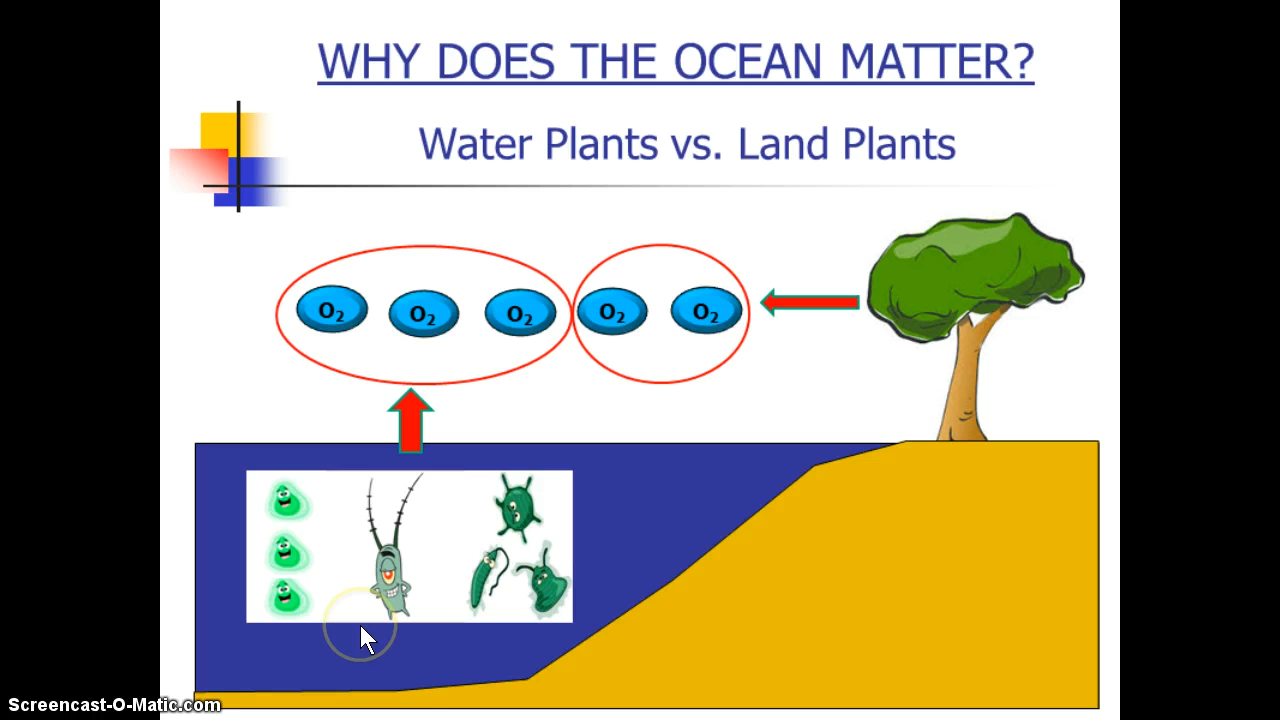 WHY DOES THE OCEAN MATTER?
Water Plants vs. Land Plants
O₂ O₂ O₂ O₂ O₂
Screencast-O-Matic.com